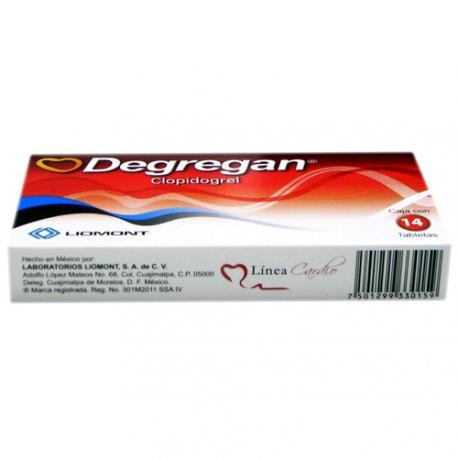 Degregan®
Clopidogrel
LIOMONT
Caja con
14
Tabletas
Hecho en México por:
LABORATORIOS LIOMONT, S. A. de C. V.
Adolfo López Mateos No. 68, Col. Cuajimalpa, C.P. 05000
Deleg. Cuajimalpa de Morelos, D. F. México.
® Marca registrada. Reg. No. 301M2011 SSA IV
Línea Cardio
7 501299 330159